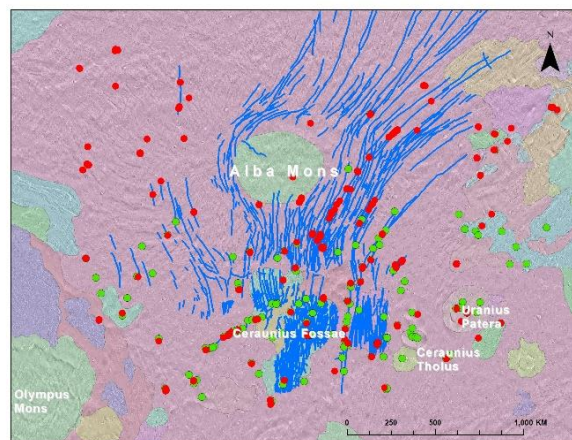 N
Alba Mons
Uranius
Patera
Ceraunius Fossae
Ceraunius
Tholus
Olympus
Mons
0 250 500 1,000 KM